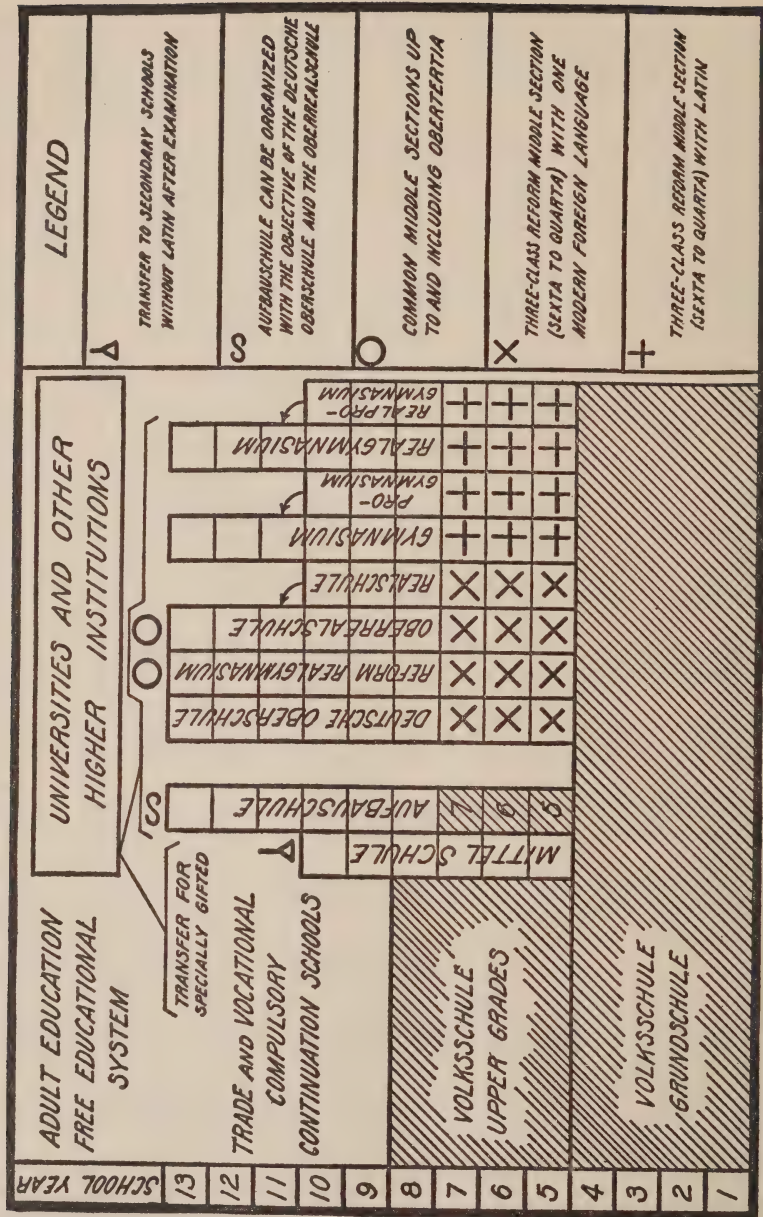 SCHOOL YEAR
13
12
11
10
9
8
7
6
5
4
3
2
1
ADULT EDUCATION
FREE EDUCATIONAL
SYSTEM
UNIVERSITIES AND OTHER
HIGHER INSTITUTIONS
TRANSFER FOR
SPECIALLY GIFTED
TRADE AND VOCATIONAL
COMPULSORY
CONTINUATION SCHOOLS
VOLKSSCHULE
UPPER GRADES
VOLKSSCHULE
GRUNDSCHULE
MITTEL SCHULE
S
AUFBAUSCHULE
7
6
5
DEUTSCHE OBERSCHULE
REFORM REALGYMNASIUM
OBERREALSCHULE
REALSCHULE
GYMNASIUM
PRO-
GYMNASIUM
REALGYMNASIUM
REALPRO-
GYMNASIUM
LEGEND
TRANSFER TO SECONDARY SCHOOLS
WITHOUT LATIN AFTER EXAMINATION
S
AUFBAUSCHULE CAN BE ORGANIZED
WITH THE OBJECTIVE OF THE DEUTSCHE
OBERSCHULE AND THE OBERREALSCHULE
COMMON MIDDLE SECTIONS UP
TO AND INCLUDING OBERTERTIA
THREE-CLASS REFORM MIDDLE SECTION
(SEXTA TO QUARTA) WITH ONE
MODERN FOREIGN LANGUAGE
THREE-CLASS REFORM MIDDLE SECTION
(SEXTA TO QUARTA) WITH LATIN